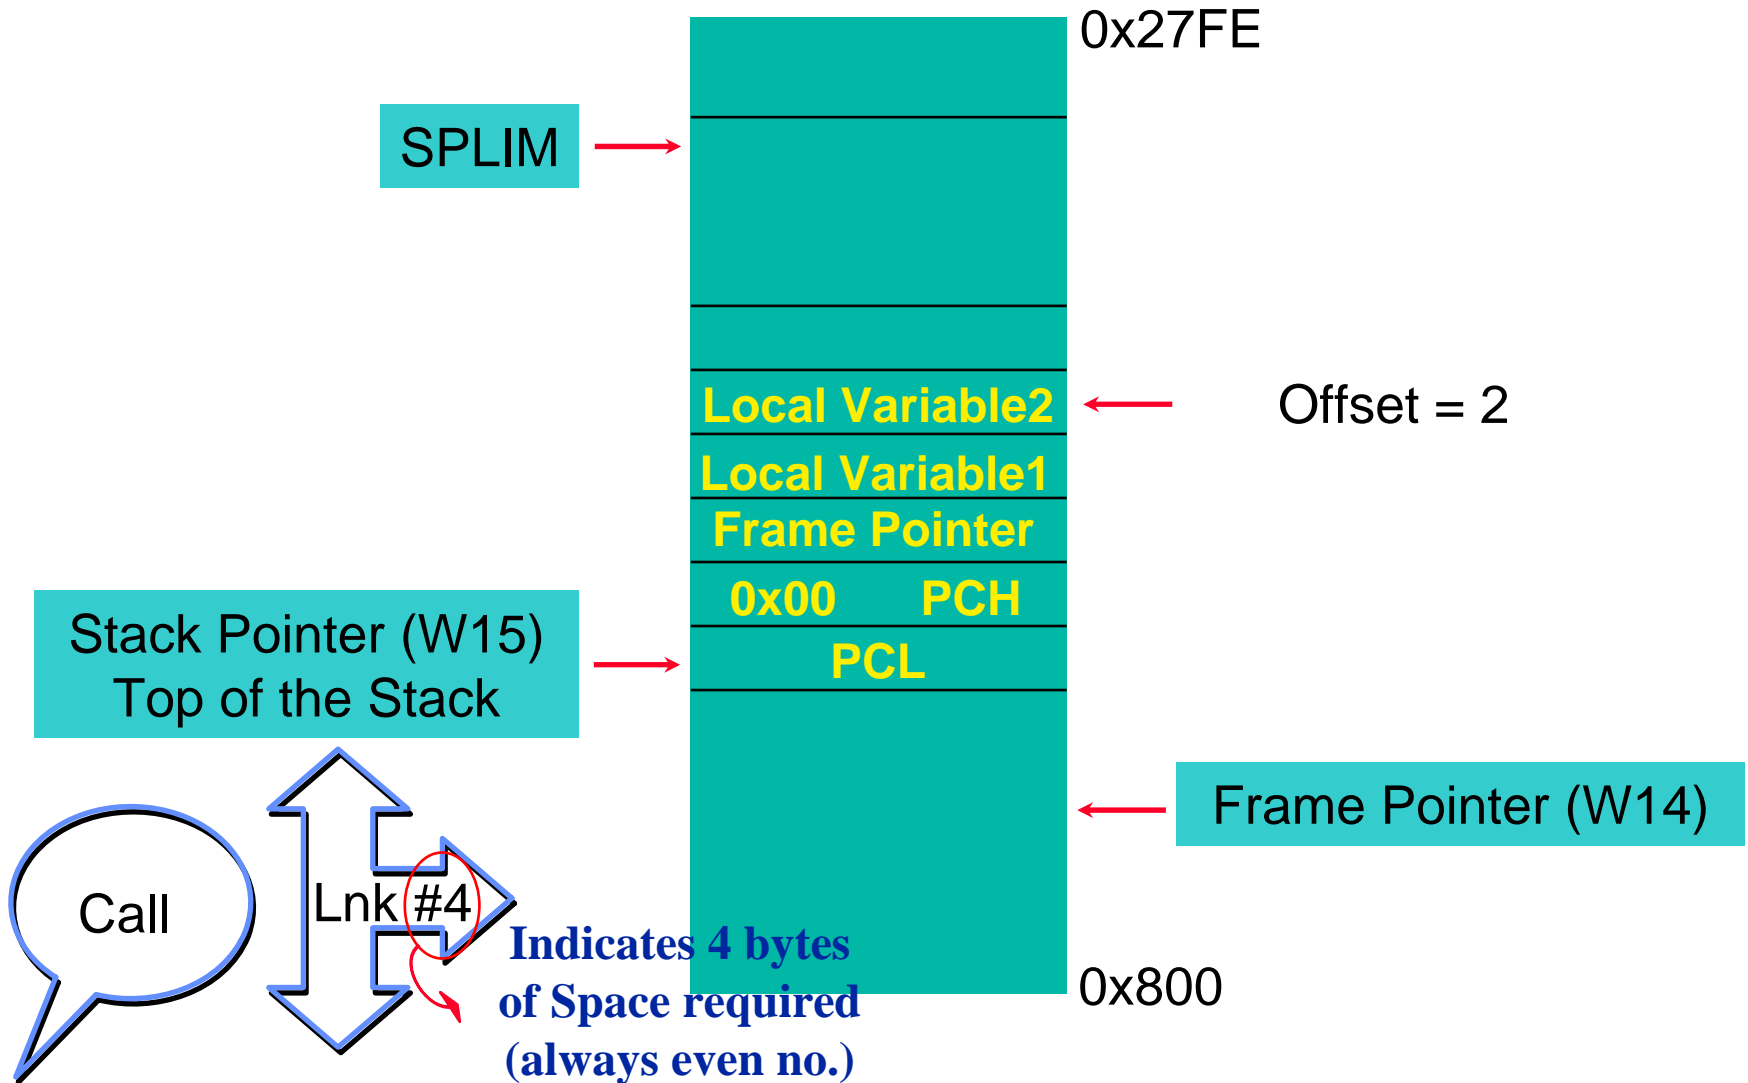 0x27FE
SPLIM
Local Variable2
Offset = 2
Local Variable1
Frame Pointer
0x00 PCH
Stack Pointer (W15)
Top of the Stack
PCL
Frame Pointer (W14)
Call
Lnk #4
Indicates 4 bytes
of Space required
(always even no.)
0x800